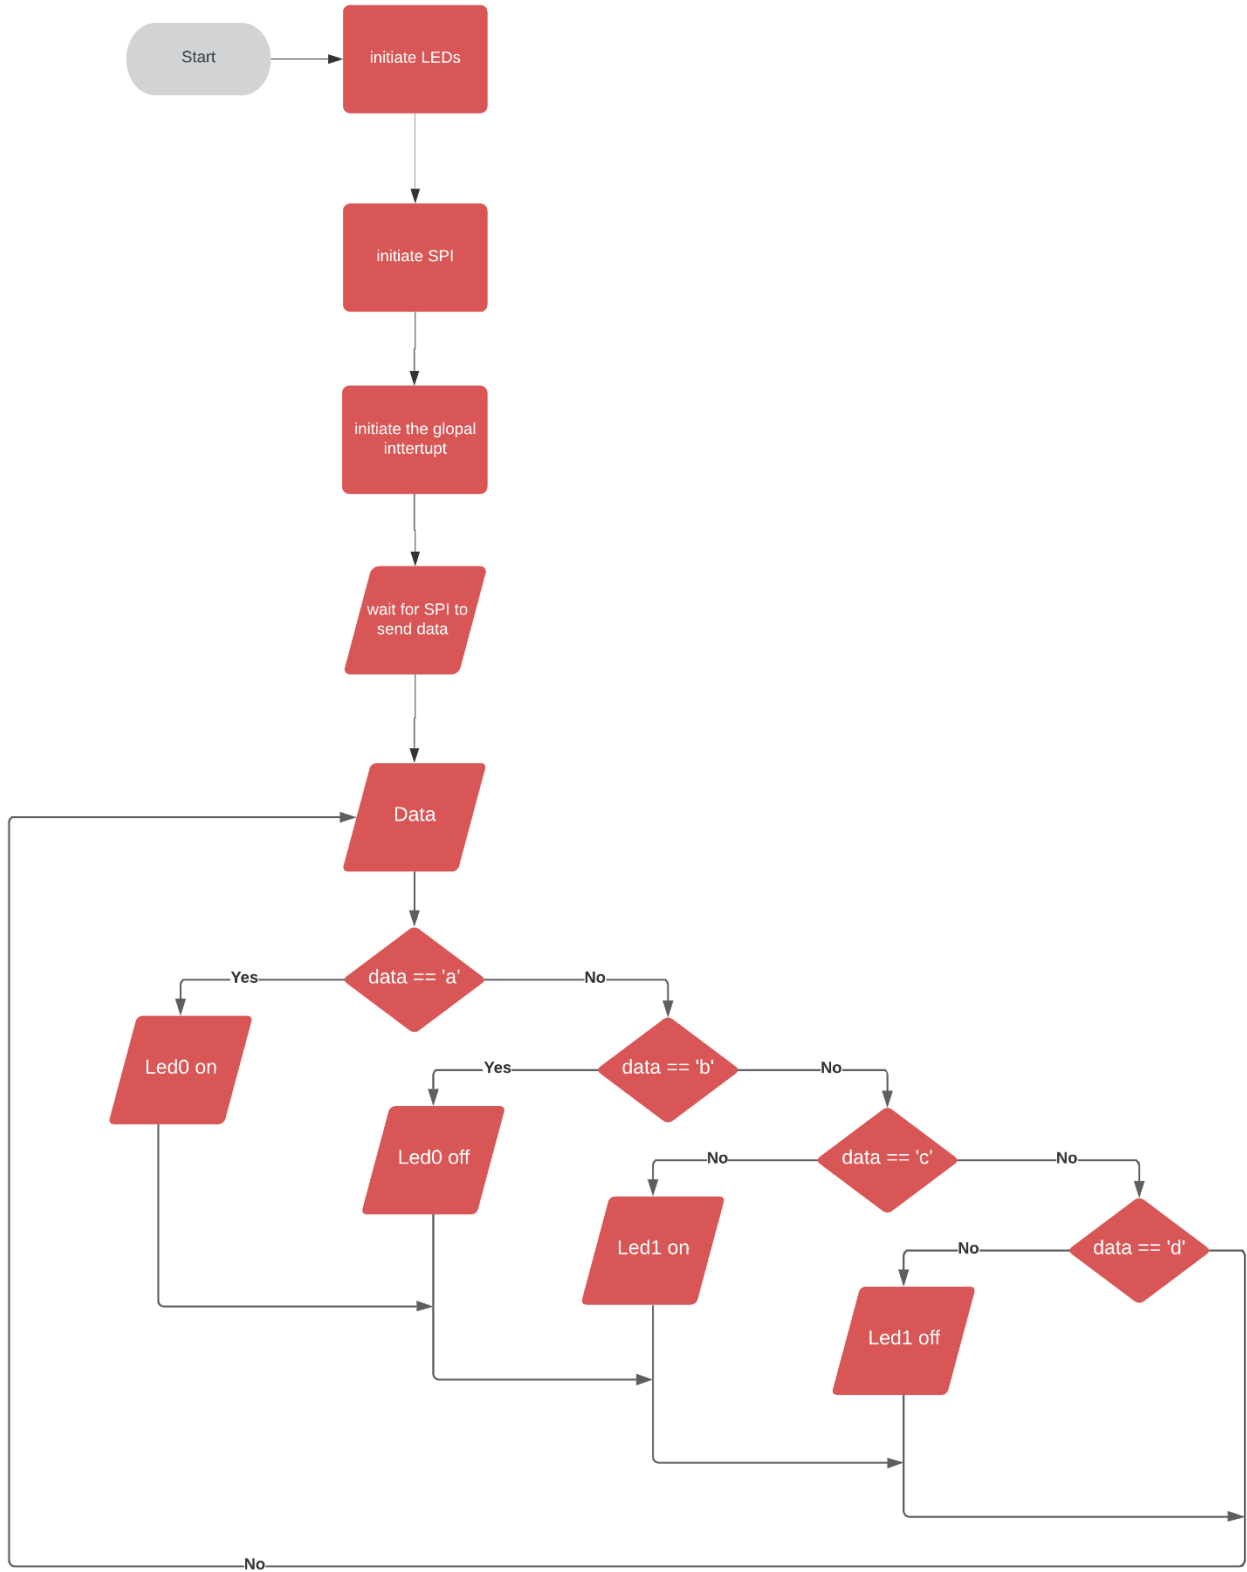 Start
initiate LEDs
initiate SPI
initiate the glopal
inttertupt
wait for SPI to
send data
Data
data == 'a'
Yes
No
Led0 on
data == 'b'
Yes
No
Led0 off
data == 'c'
No
No
Led1 on
data == 'd'
No
Led1 off
No